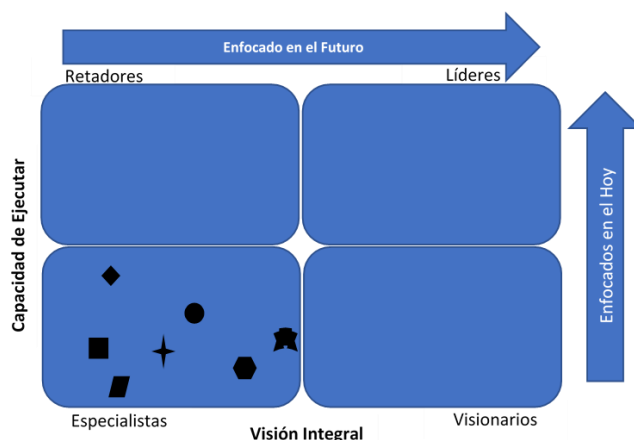 Enfocado en el Futuro
Retadores
Líderes
Capacidad de Ejecutar
Enfocados en el Hoy
Especialistas
Visionarios
Visión Integral